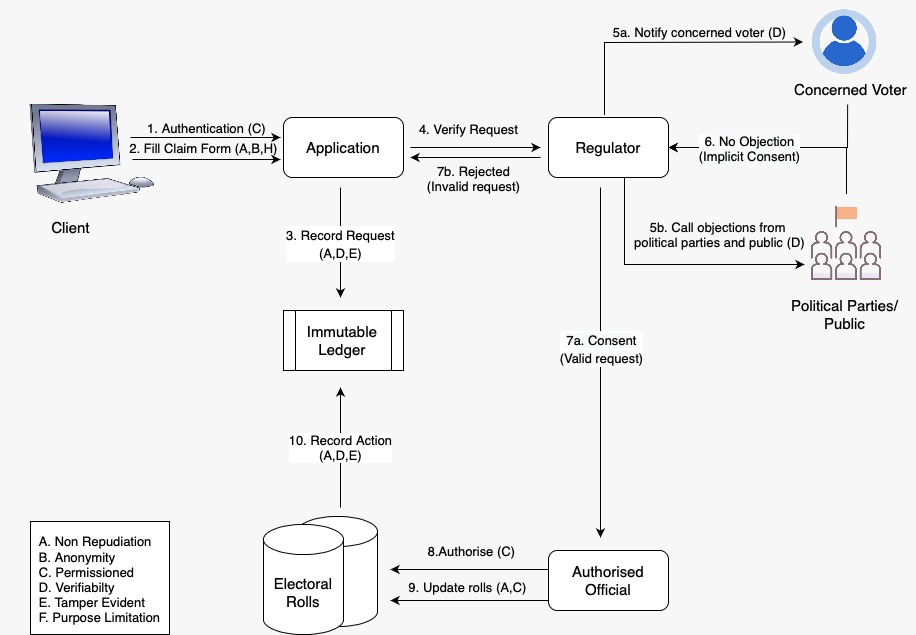 5a. Notify concerned voter (D)
Concerned Voter
1. Authentication (C)
2. Fill Claim Form (A,B,H)
Application
4. Verify Request
7b. Rejected
(Invalid request)
Regulator
6. No Objection
(Implicit Consent)
Client
3. Record Request
(A,D,E)
5b. Call objections from
political parties and public (D)
Political Parties/
Public
Immutable
Ledger
7a. Consent
(Valid request)
10. Record Action
(A,D,E)
A. Non Repudiation
B. Anonymity
C. Permissioned
D. Verifiabilty
E. Tamper Evident
F. Purpose Limitation
Electoral
Rolls
8.Authorise (C)
9. Update rolls (A,C)
Authorised
Official